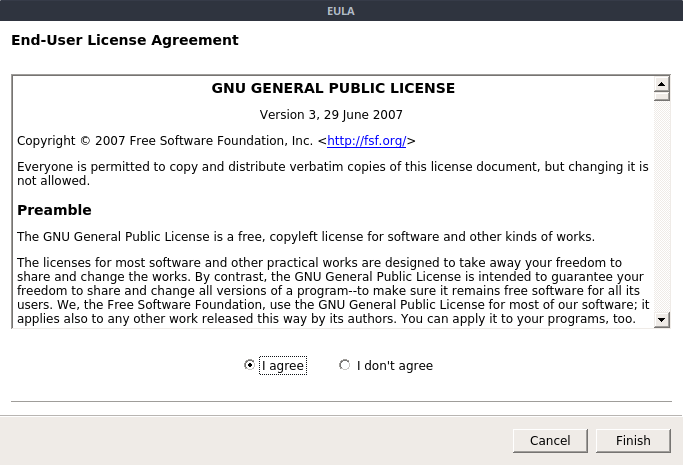 EULA
End-User License Agreement
GNU GENERAL PUBLIC LICENSE
Version 3, 29 June 2007
Copyright © 2007 Free Software Foundation, Inc. <http://fsf.org/>
Everyone is permitted to copy and distribute verbatim copies of this license document, but changing it is
not allowed.
Preamble
The GNU General Public License is a free, copyleft license for software and other kinds of works.
The licenses for most software and other practical works are designed to take away your freedom to
share and change the works. By contrast, the GNU General Public License is intended to guarantee your
freedom to share and change all versions of a program--to make sure it remains free software for all its
users. We, the Free Software Foundation, use the GNU General Public License for most of our software; it
applies also to any other work released this way by its authors. You can apply it to your programs, too.
I agree
I don't agree
Cancel
Finish